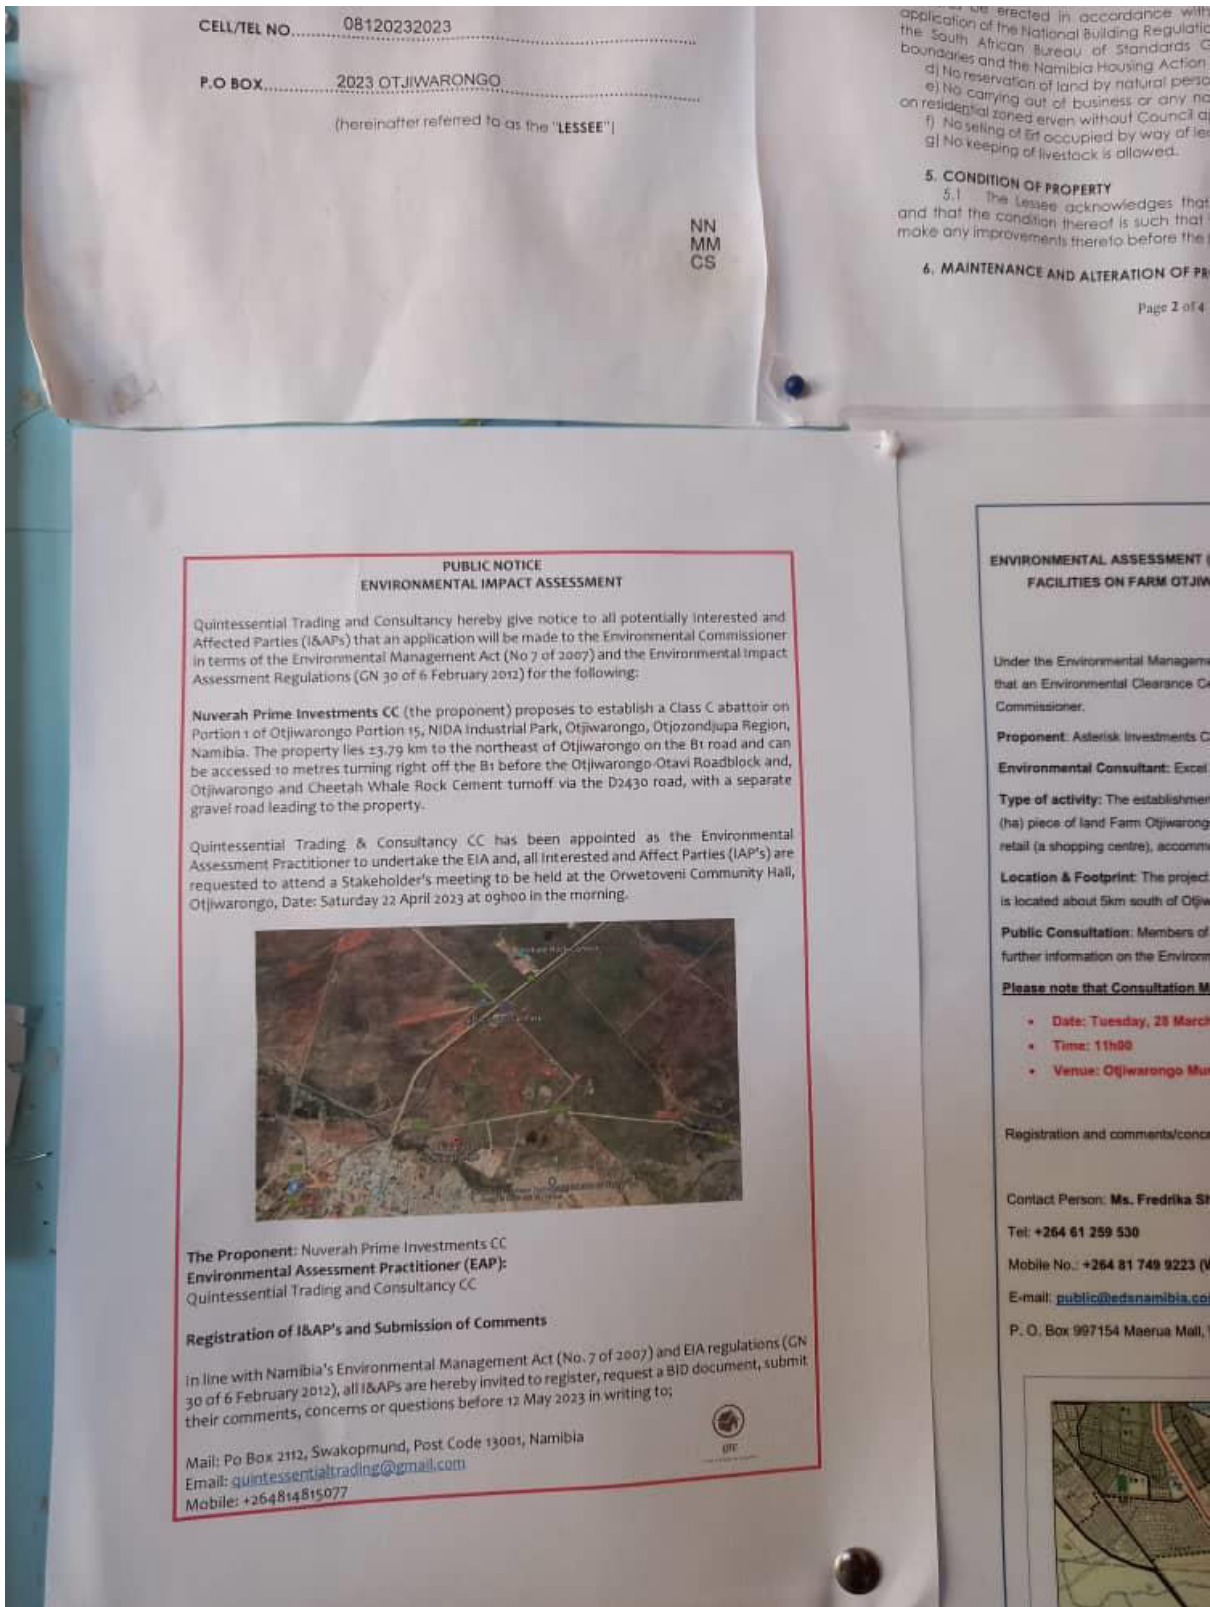 CELL/TEL NO 08120232023
P.O BOX 2023 OTJIWARONGO
(hereinafter referred to as the "LESSEE")
NN
MM
CS
be erected in accordance with
application of the National Building Regulatio
the South African Bureau of Standards
boundaries and the Namibia Housing Action
d) No reservation of land by natural perso
e) No carrying out of business or any no
on residential zoned erven without Council a
f) No selling of Erf occupied by way of le
g) No keeping of livestock is allowed.
5. CONDITION OF PROPERTY
5.1 The Lessee acknowledges that
and that the condition thereof is such that
make any improvements thereto before the
6. MAINTENANCE AND ALTERATION OF PR
Page 2 of 4
PUBLIC NOTICE
ENVIRONMENTAL IMPACT ASSESSMENT
Quintessential Trading and Consultancy hereby give notice to all potentially Interested and
Affected Parties (I&APs) that an application will be made to the Environmental Commissioner
in terms of the Environmental Management Act (No 7 of 2007) and the Environmental Impact
Assessment Regulations (GN 30 of 6 February 2012) for the following:
Nuverah Prime Investments CC (the proponent) proposes to establish a Class C abattoir on
Portion 1 of Otjiwarongo Portion 15, NIDA Industrial Park, Otjiwarongo, Otjozondjupa Region,
Namibia. The property lies ±3.79 km to the northeast of Otjiwarongo on the B1 road and can
be accessed 10 metres turning right off the B1 before the Otjiwarongo-Otavi Roadblock and,
Otjiwarongo and Cheetah Whale Rock Cement turnoff via the D2430 road, with a separate
gravel road leading to the property.
Quintessential Trading & Consultancy CC has been appointed as the Environmental
Assessment Practitioner to undertake the EIA and, all Interested and Affect Parties (IAP's) are
requested to attend a Stakeholder's meeting to be held at the Orwetoveni Community Hall,
Otjiwarongo, Date: Saturday 22 April 2023 at 09h00 in the morning.
The Proponent: Nuverah Prime Investments CC
Environmental Assessment Practitioner (EAP):
Quintessential Trading and Consultancy CC
Registration of I&AP's and Submission of Comments
In line with Namibia's Environmental Management Act (No. 7 of 2007) and EIA regulations (GN
30 of 6 February 2012), all I&APs are hereby invited to register, request a BID document, submit
their comments, concerns or questions before 12 May 2023 in writing to;
Mail: Po Box 2112, Swakopmund, Post Code 13001, Namibia
Email: quintessentialtrading@gmail.com
Mobile: +264814815077
ENVIRONMENTAL ASSESSMENT (
FACILITIES ON FARM OTJIW
Under the Environmental Manageme
that an Environmental Clearance Ce
Commissioner.
Proponent: Asterisk Investments C
Environmental Consultant: Excel
Type of activity: The establishmen
(ha) piece of land Farm Otjiwarong
retail (a shopping centre), accomm
Location & Footprint: The project
is located about 5km south of Otjiw
Public Consultation: Members of
further information on the Environm
Please note that Consultation M
• Date: Tuesday, 28 March
• Time: 11h00
• Venue: Otjiwarongo Mun
Registration and comments/conce
Contact Person: Ms. Fredrika Sh
Tel: +264 61 259 530
Mobile No.: +264 81 749 9223 (W
E-mail: public@edsnamibia.co
P. O. Box 997154 Maerua Mall,